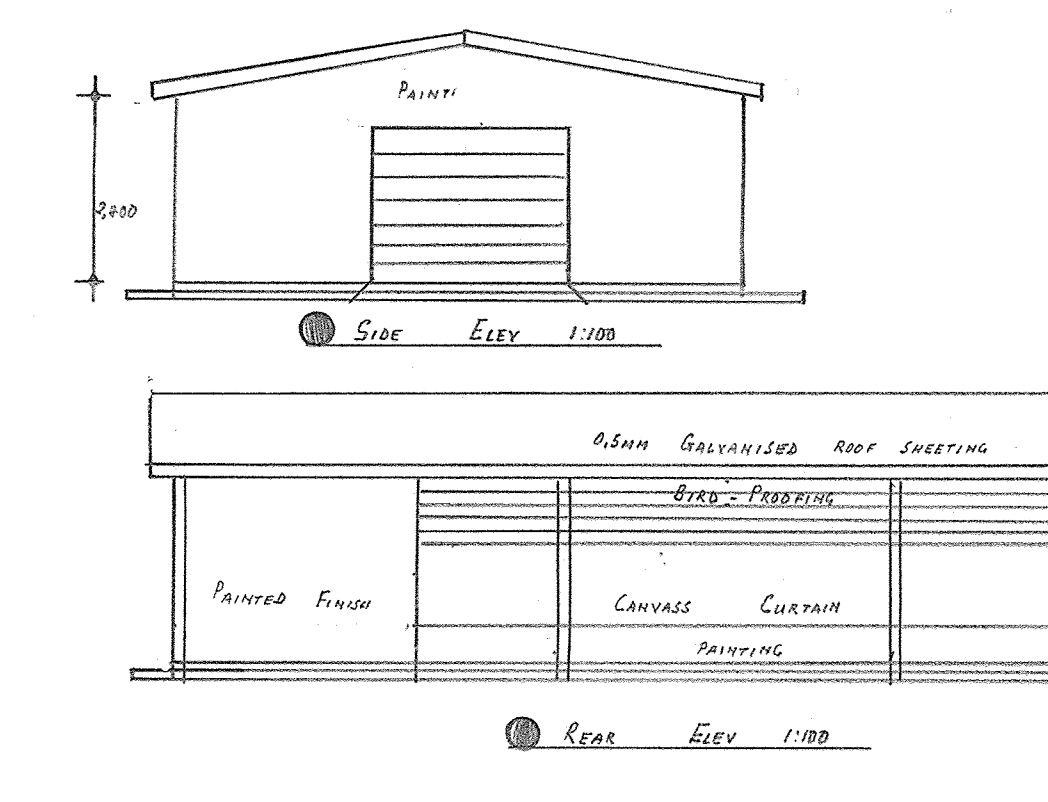 PAINTI
SIDE ELEV 1:100
0,5MM GALVANISED ROOF SHEETING
BIRD-PROOFING
PAINTED FINISH
CANVASS CURTAIN
PAINTING
REAR ELEV 1:100